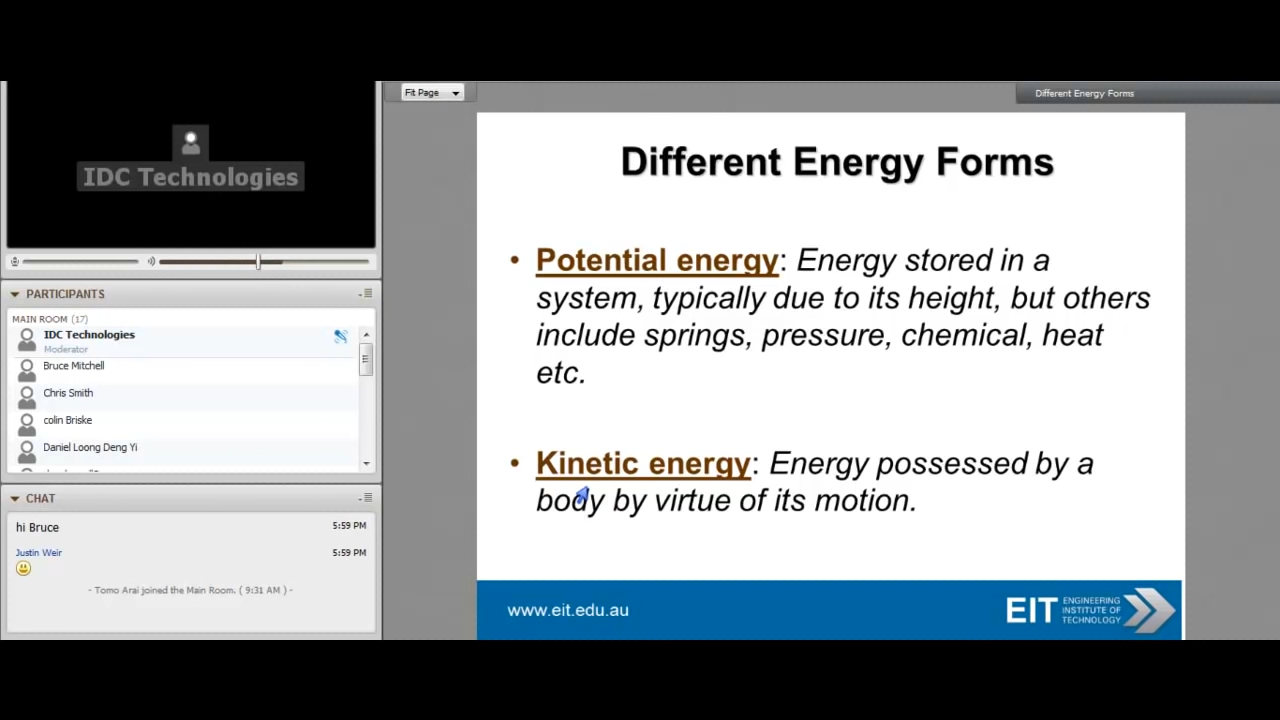 Fit Page
Different Energy Forms
IDC Technologies
PARTICIPANTS
MAIN ROOM (17)
IDC Technologies
Moderator
Bruce Mitchell
Chris Smith
colin Briske
Daniel Loong Deng Yi
CHAT
hi Bruce 5:59 PM
Justin Weir 5:59 PM
- Tomo Arai joined the Main Room. ( 9:31 AM ) -
Different Energy Forms
• Potential energy: Energy stored in a
system, typically due to its height, but others
include springs, pressure, chemical, heat
etc.
• Kinetic energy: Energy possessed by a
body by virtue of its motion.
www.eit.edu.au
EIT ENGINEERING
INSTITUTE OF
TECHNOLOGY